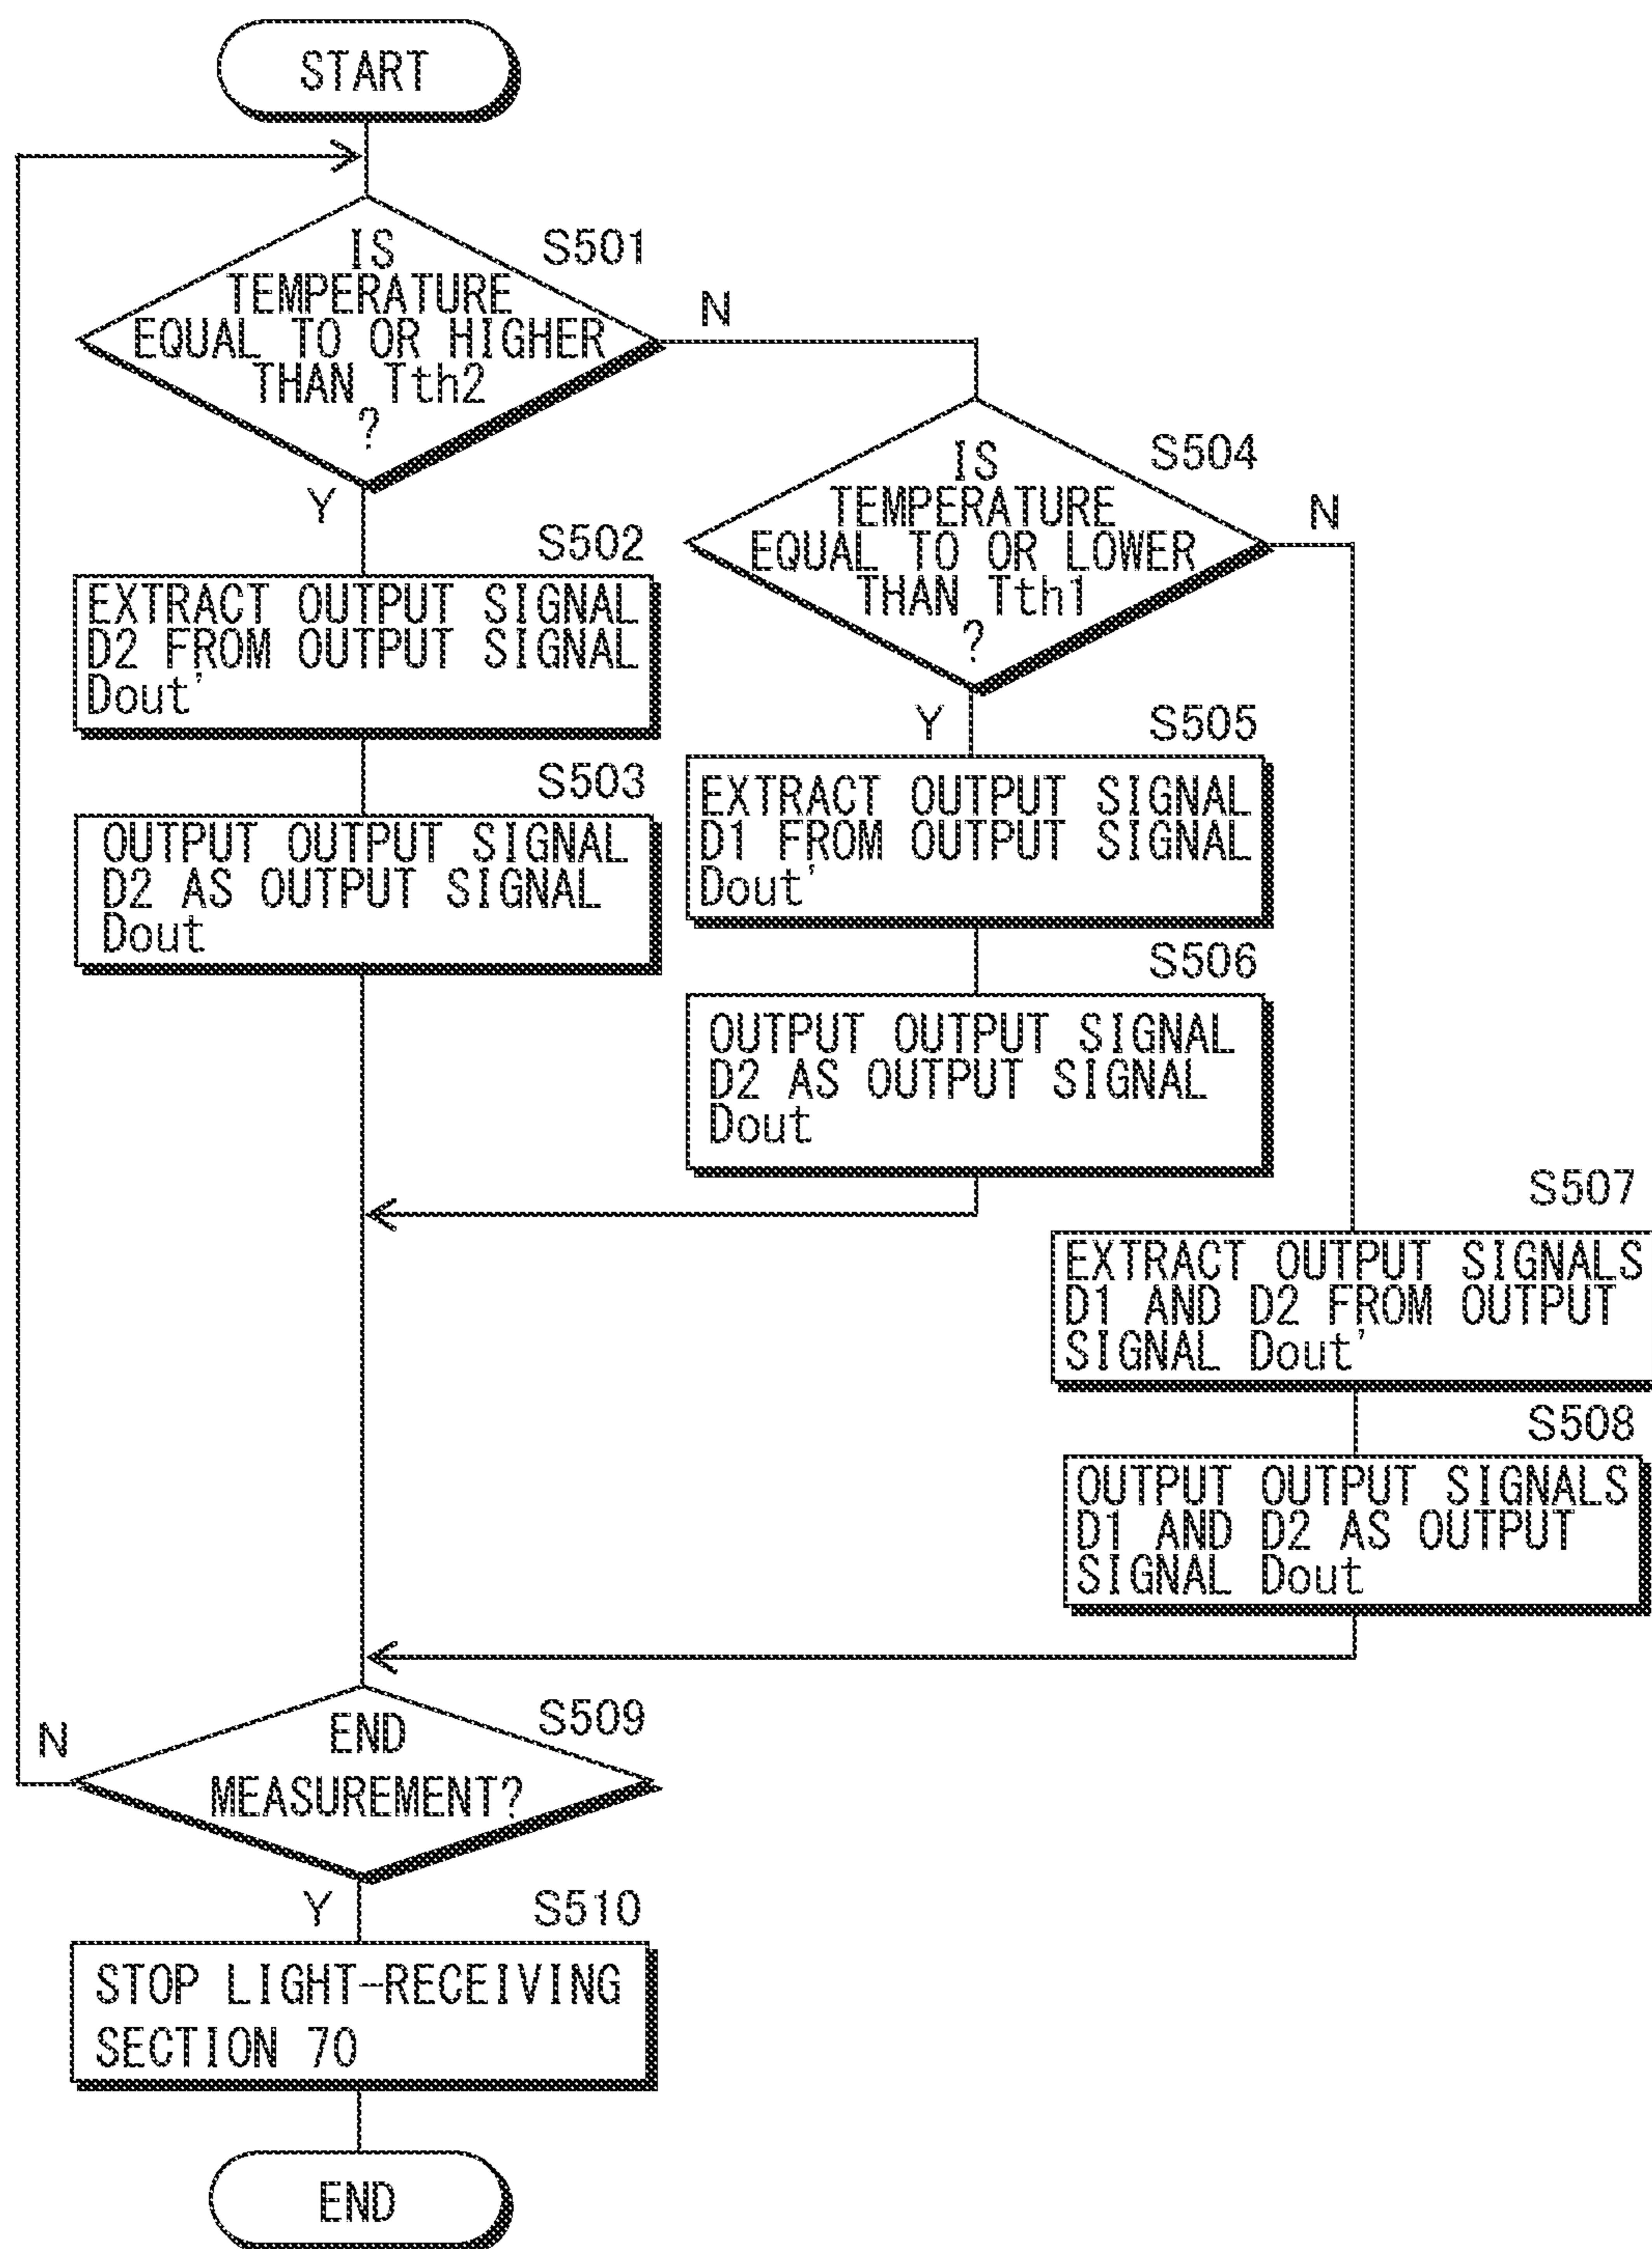 START
IS
TEMPERATURE
EQUAL TO OR HIGHER
THAN Tth2
?
S501
N
Y
S502
EXTRACT OUTPUT SIGNAL
D2 FROM OUTPUT SIGNAL
Dout'
S503
OUTPUT OUTPUT SIGNAL
D2 AS OUTPUT SIGNAL
Dout
S504
IS
TEMPERATURE
EQUAL TO OR LOWER
THAN Tth1
?
N
Y
S505
EXTRACT OUTPUT SIGNAL
D1 FROM OUTPUT SIGNAL
Dout'
S506
OUTPUT OUTPUT SIGNAL
D2 AS OUTPUT SIGNAL
Dout
S507
EXTRACT OUTPUT SIGNALS
D1 AND D2 FROM OUTPUT
SIGNAL Dout'
S508
OUTPUT OUTPUT SIGNALS
D1 AND D2 AS OUTPUT
SIGNAL Dout
S509
END
MEASUREMENT?
N
Y
S510
STOP LIGHT-RECEIVING
SECTION 70
END